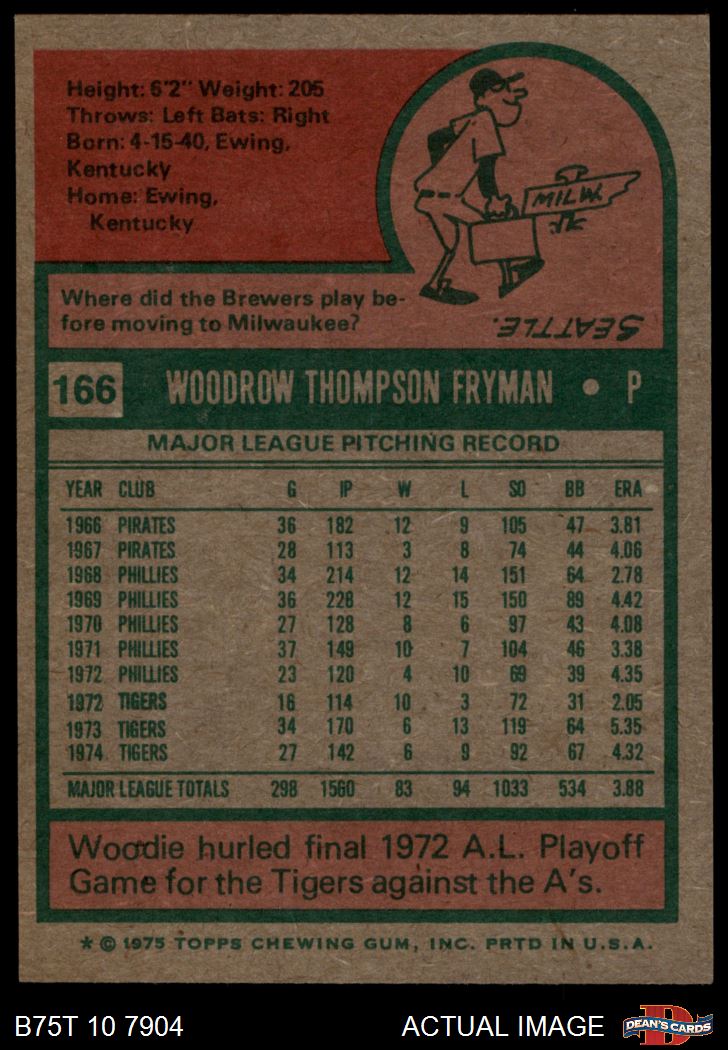 Height: 6'2" Weight: 205
Throws: Left Bats: Right
Born: 4-15-40, Ewing,
Kentucky
Home: Ewing,
Kentucky
MILW.
Where did the Brewers play be-
fore moving to Milwaukee?
SEATTLE.
166 WOODROW THOMPSON FRYMAN • P
MAJOR LEAGUE PITCHING RECORD
YEAR CLUB G IP W L SO BB ERA
1966 PIRATES 36 182 12 9 105 47 3.81
1967 PIRATES 28 113 3 8 74 44 4.06
1968 PHILLIES 34 214 12 14 151 64 2.78
1969 PHILLIES 36 228 12 15 150 89 4.42
1970 PHILLIES 27 128 8 6 97 43 4.08
1971 PHILLIES 37 149 10 7 104 46 3.38
1972 PHILLIES 23 120 4 10 69 39 4.35
1972 TIGERS 16 114 10 3 72 31 2.05
1973 TIGERS 34 170 6 13 119 64 5.35
1974 TIGERS 27 142 6 9 92 67 4.32
MAJOR LEAGUE TOTALS 298 1560 83 94 1033 534 3.88
Woodie hurled final 1972 A.L. Playoff
Game for the Tigers against the A's.
* © 1975 TOPPS CHEWING GUM, INC. PRTD IN U.S.A.
B75T 10 7904 ACTUAL IMAGE
D
DEAN'S CARDS